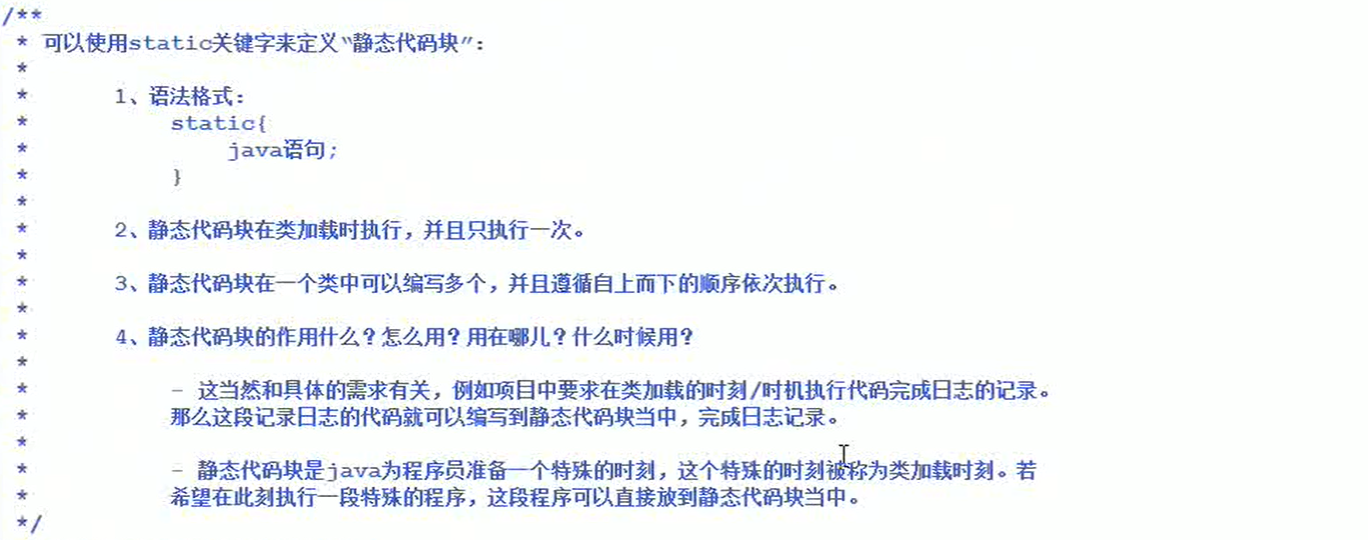 /**
 * 可以使用static关键字来定义“静态代码块”：
 *
 *      1、语法格式：
 *          static{
 *              java语句;
 *          }
 *
 *      2、静态代码块在类加载时执行，并且只执行一次。
 *
 *      3、静态代码块在一个类中可以编写多个，并且遵循自上而下的顺序依次执行。
 *
 *      4、静态代码块的作用什么？怎么用？用在哪儿？什么时候用？
 *
 *          - 这当然和具体的需求有关，例如项目中要求在类加载的时刻/时机执行代码完成日志的记录。
 *          那么这段记录日志的代码就可以编写到静态代码块当中，完成日志记录。
 *
 *          - 静态代码块是java为程序员准备一个特殊的时刻，这个特殊的时刻被称为类加载时刻。若
 *          希望在此刻执行一段特殊的程序，这段程序可以直接放到静态代码块当中。
 */